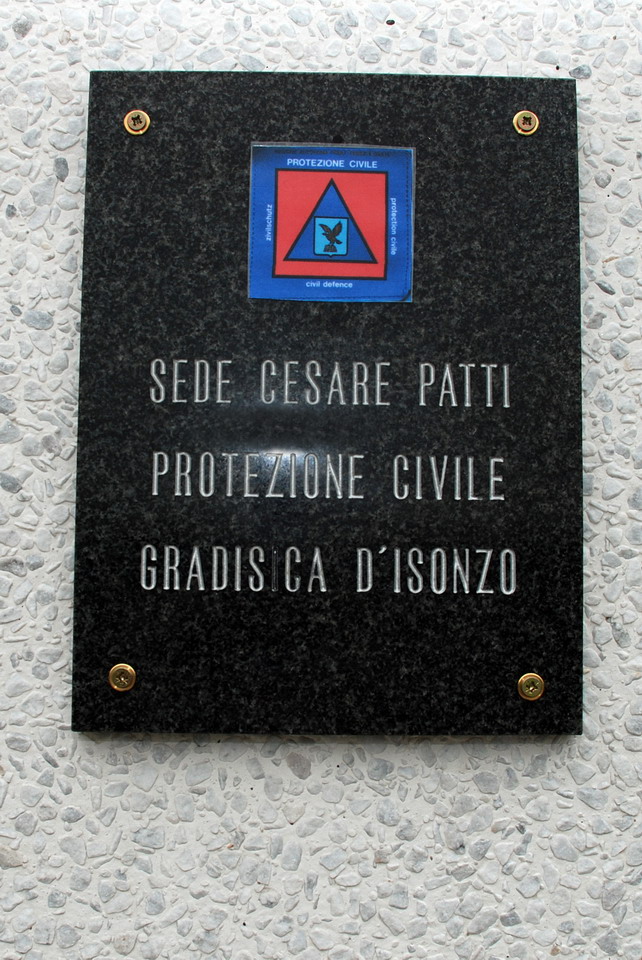 PROTEZIONE CIVILE
zivilschutz
protection civile
civil defence
SEDE CESARE PATTI
PROTEZIONE CIVILE
GRADISiCA D'ISONZO